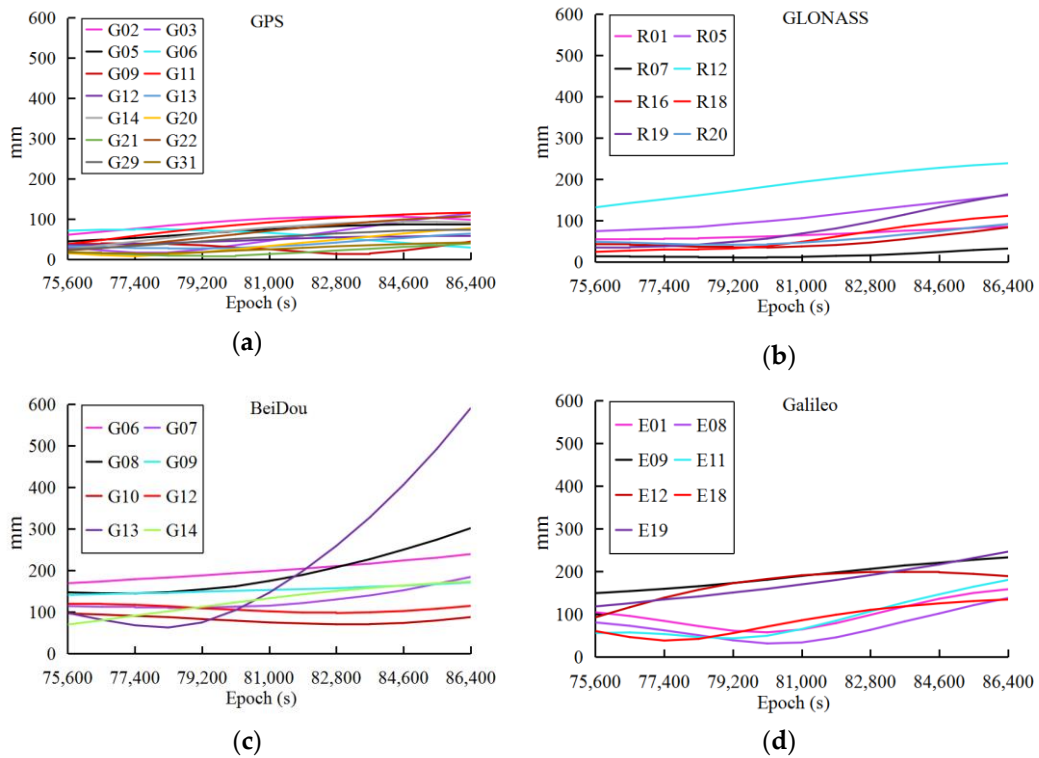 GPS
mm
600
500
400
300
200
100
0
G02 G03
G05 G06
G09 G11
G12 G13
G14 G20
G21 G22
G29 G31
75,600 77,400 79,200 81,000 82,800 84,600 86,400
Epoch (s)
(a)
GLONASS
mm
600
500
400
300
200
100
0
R01 R05
R07 R12
R16 R18
R19 R20
75,600 77,400 79,200 81,000 82,800 84,600 86,400
Epoch (s)
(b)
BeiDou
mm
600
500
400
300
200
100
0
G06 G07
G08 G09
G10 G12
G13 G14
75,600 77,400 79,200 81,000 82,800 84,600 86,400
Epoch (s)
(c)
Galileo
mm
600
500
400
300
200
100
0
E01 E08
E09 E11
E12 E18
E19
75,600 77,400 79,200 81,000 82,800 84,600 86,400
Epoch (s)
(d)